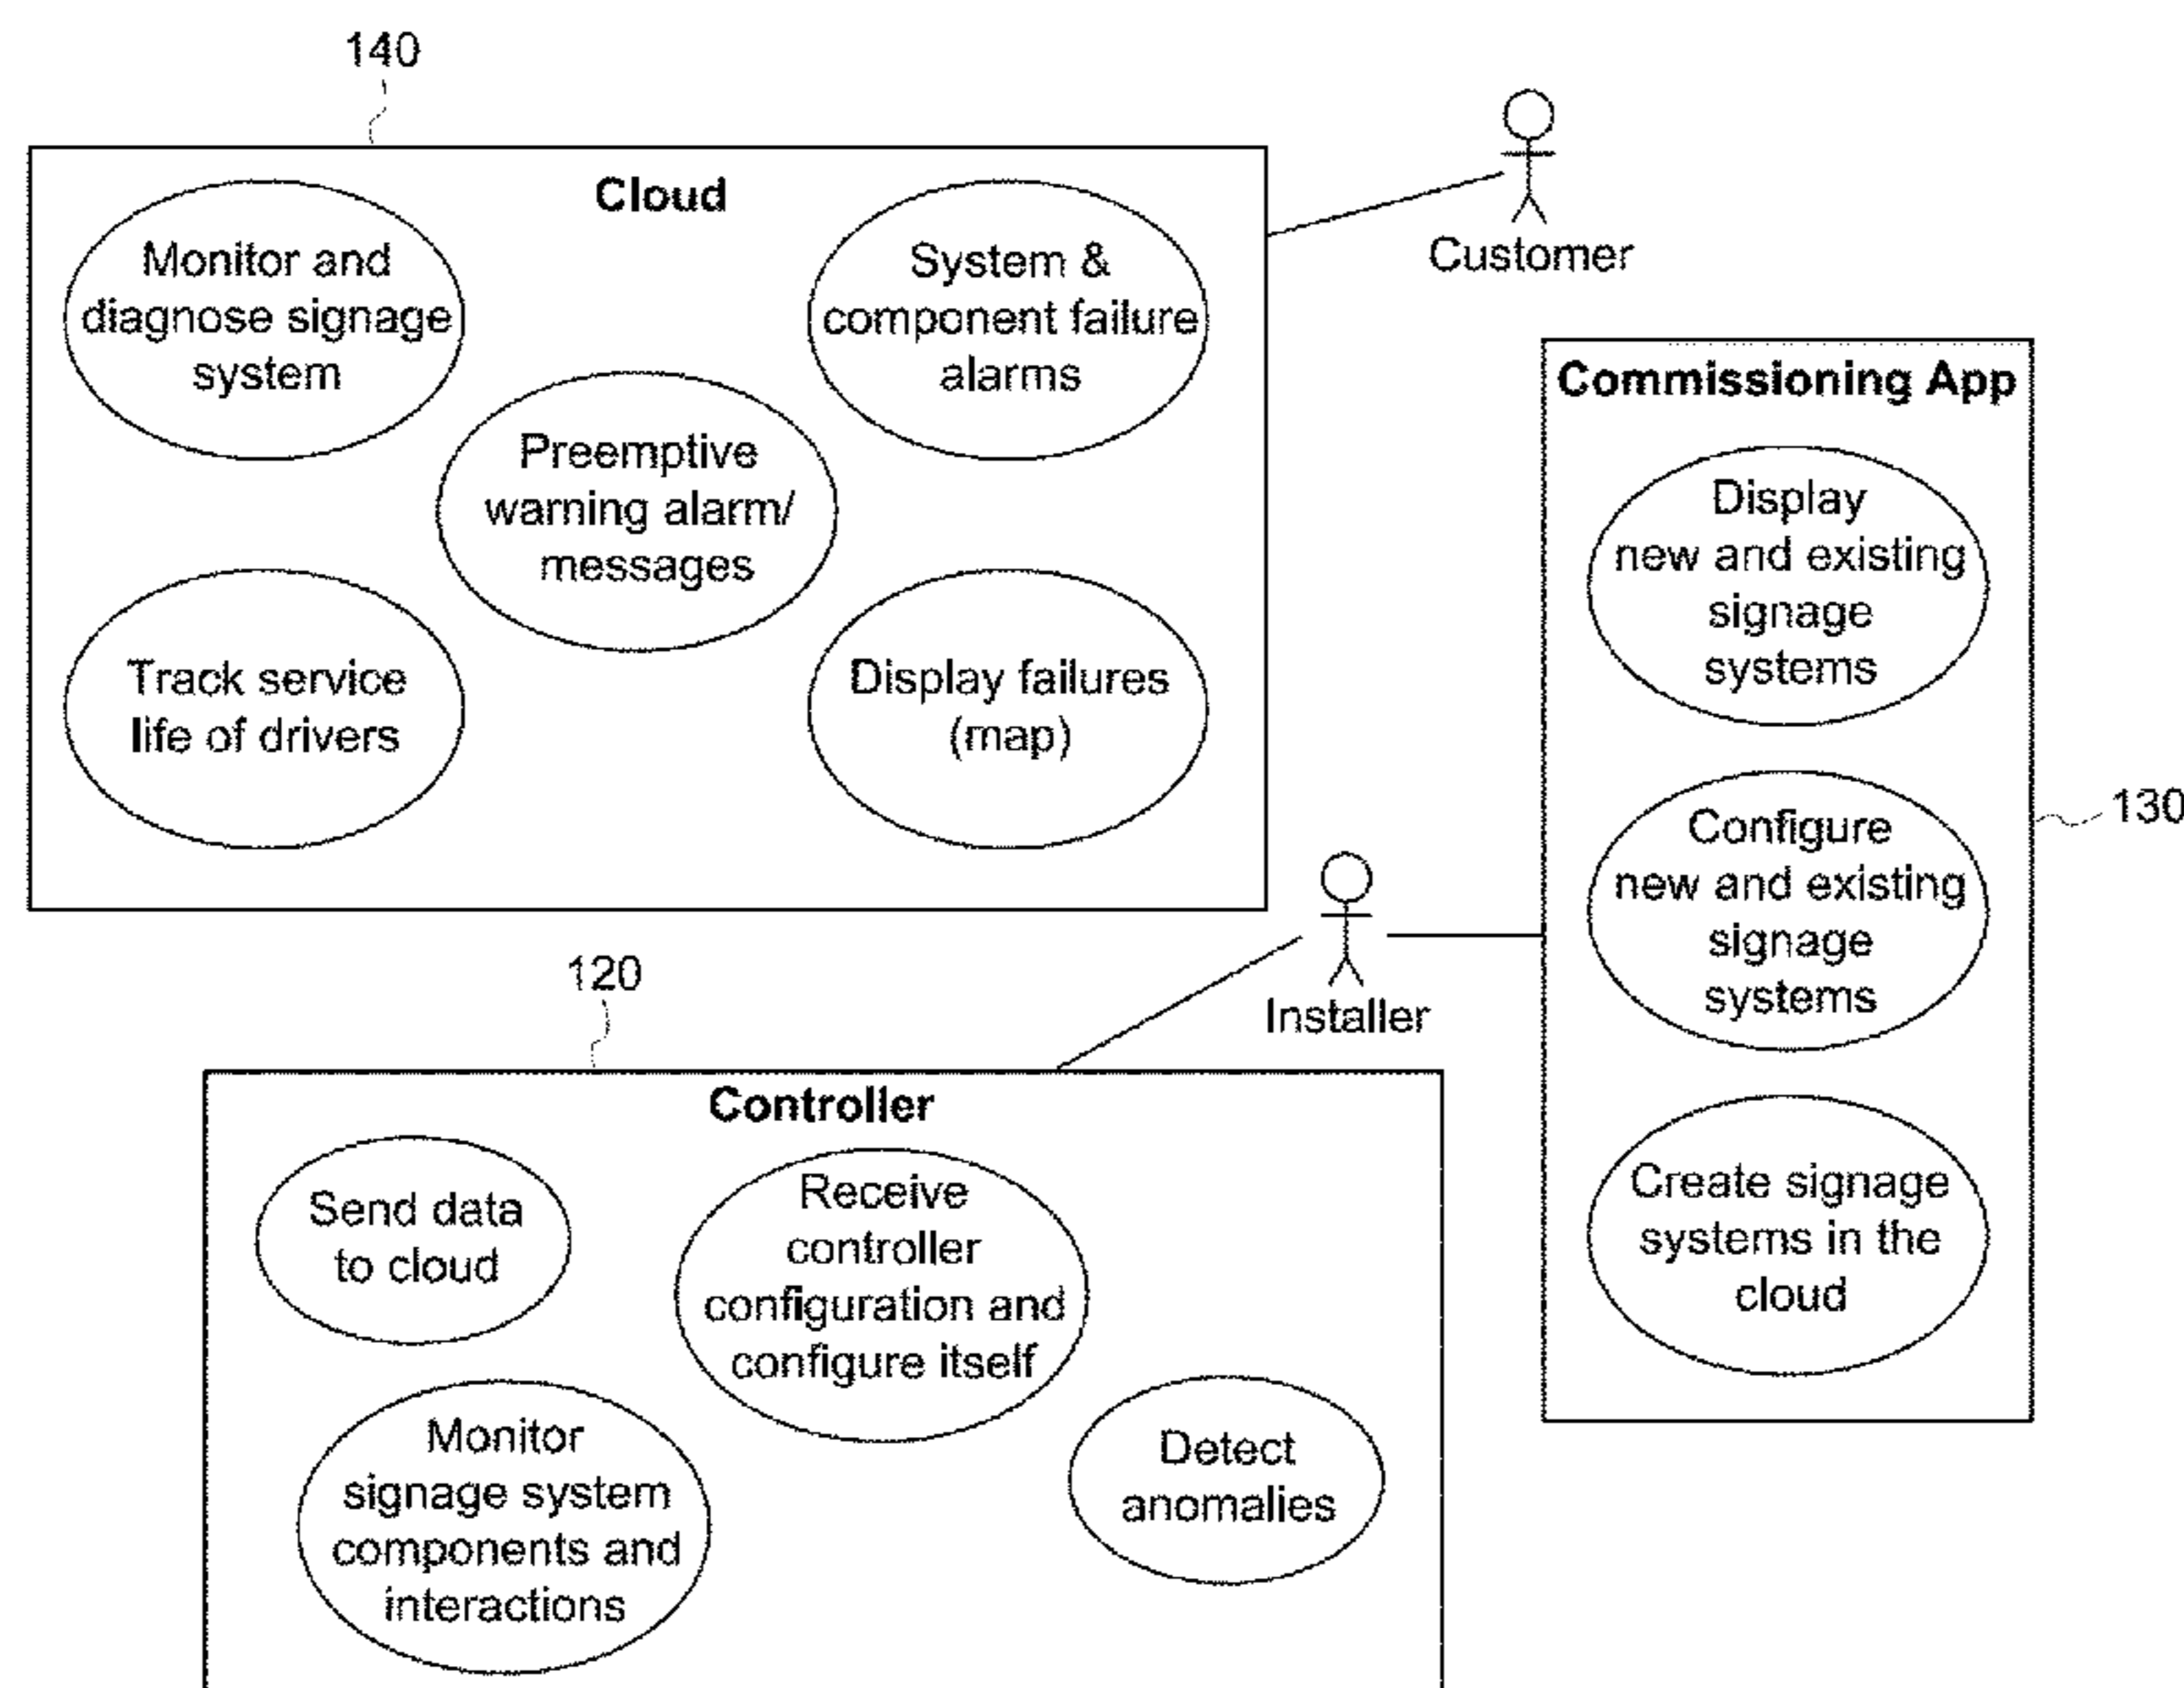 140
Cloud
Monitor and
diagnose signage
system
System &
component failure
alarms
Preemptive
warning alarm/
messages
Track service
life of drivers
Display failures
(map)
Customer
Commissioning App
Display
new and existing
signage
systems
Configure
new and existing
signage
systems
Create signage
systems in the
cloud
130
Installer
120
Controller
Send data
to cloud
Receive
controller
configuration and
configure itself
Monitor
signage system
components and
interactions
Detect
anomalies